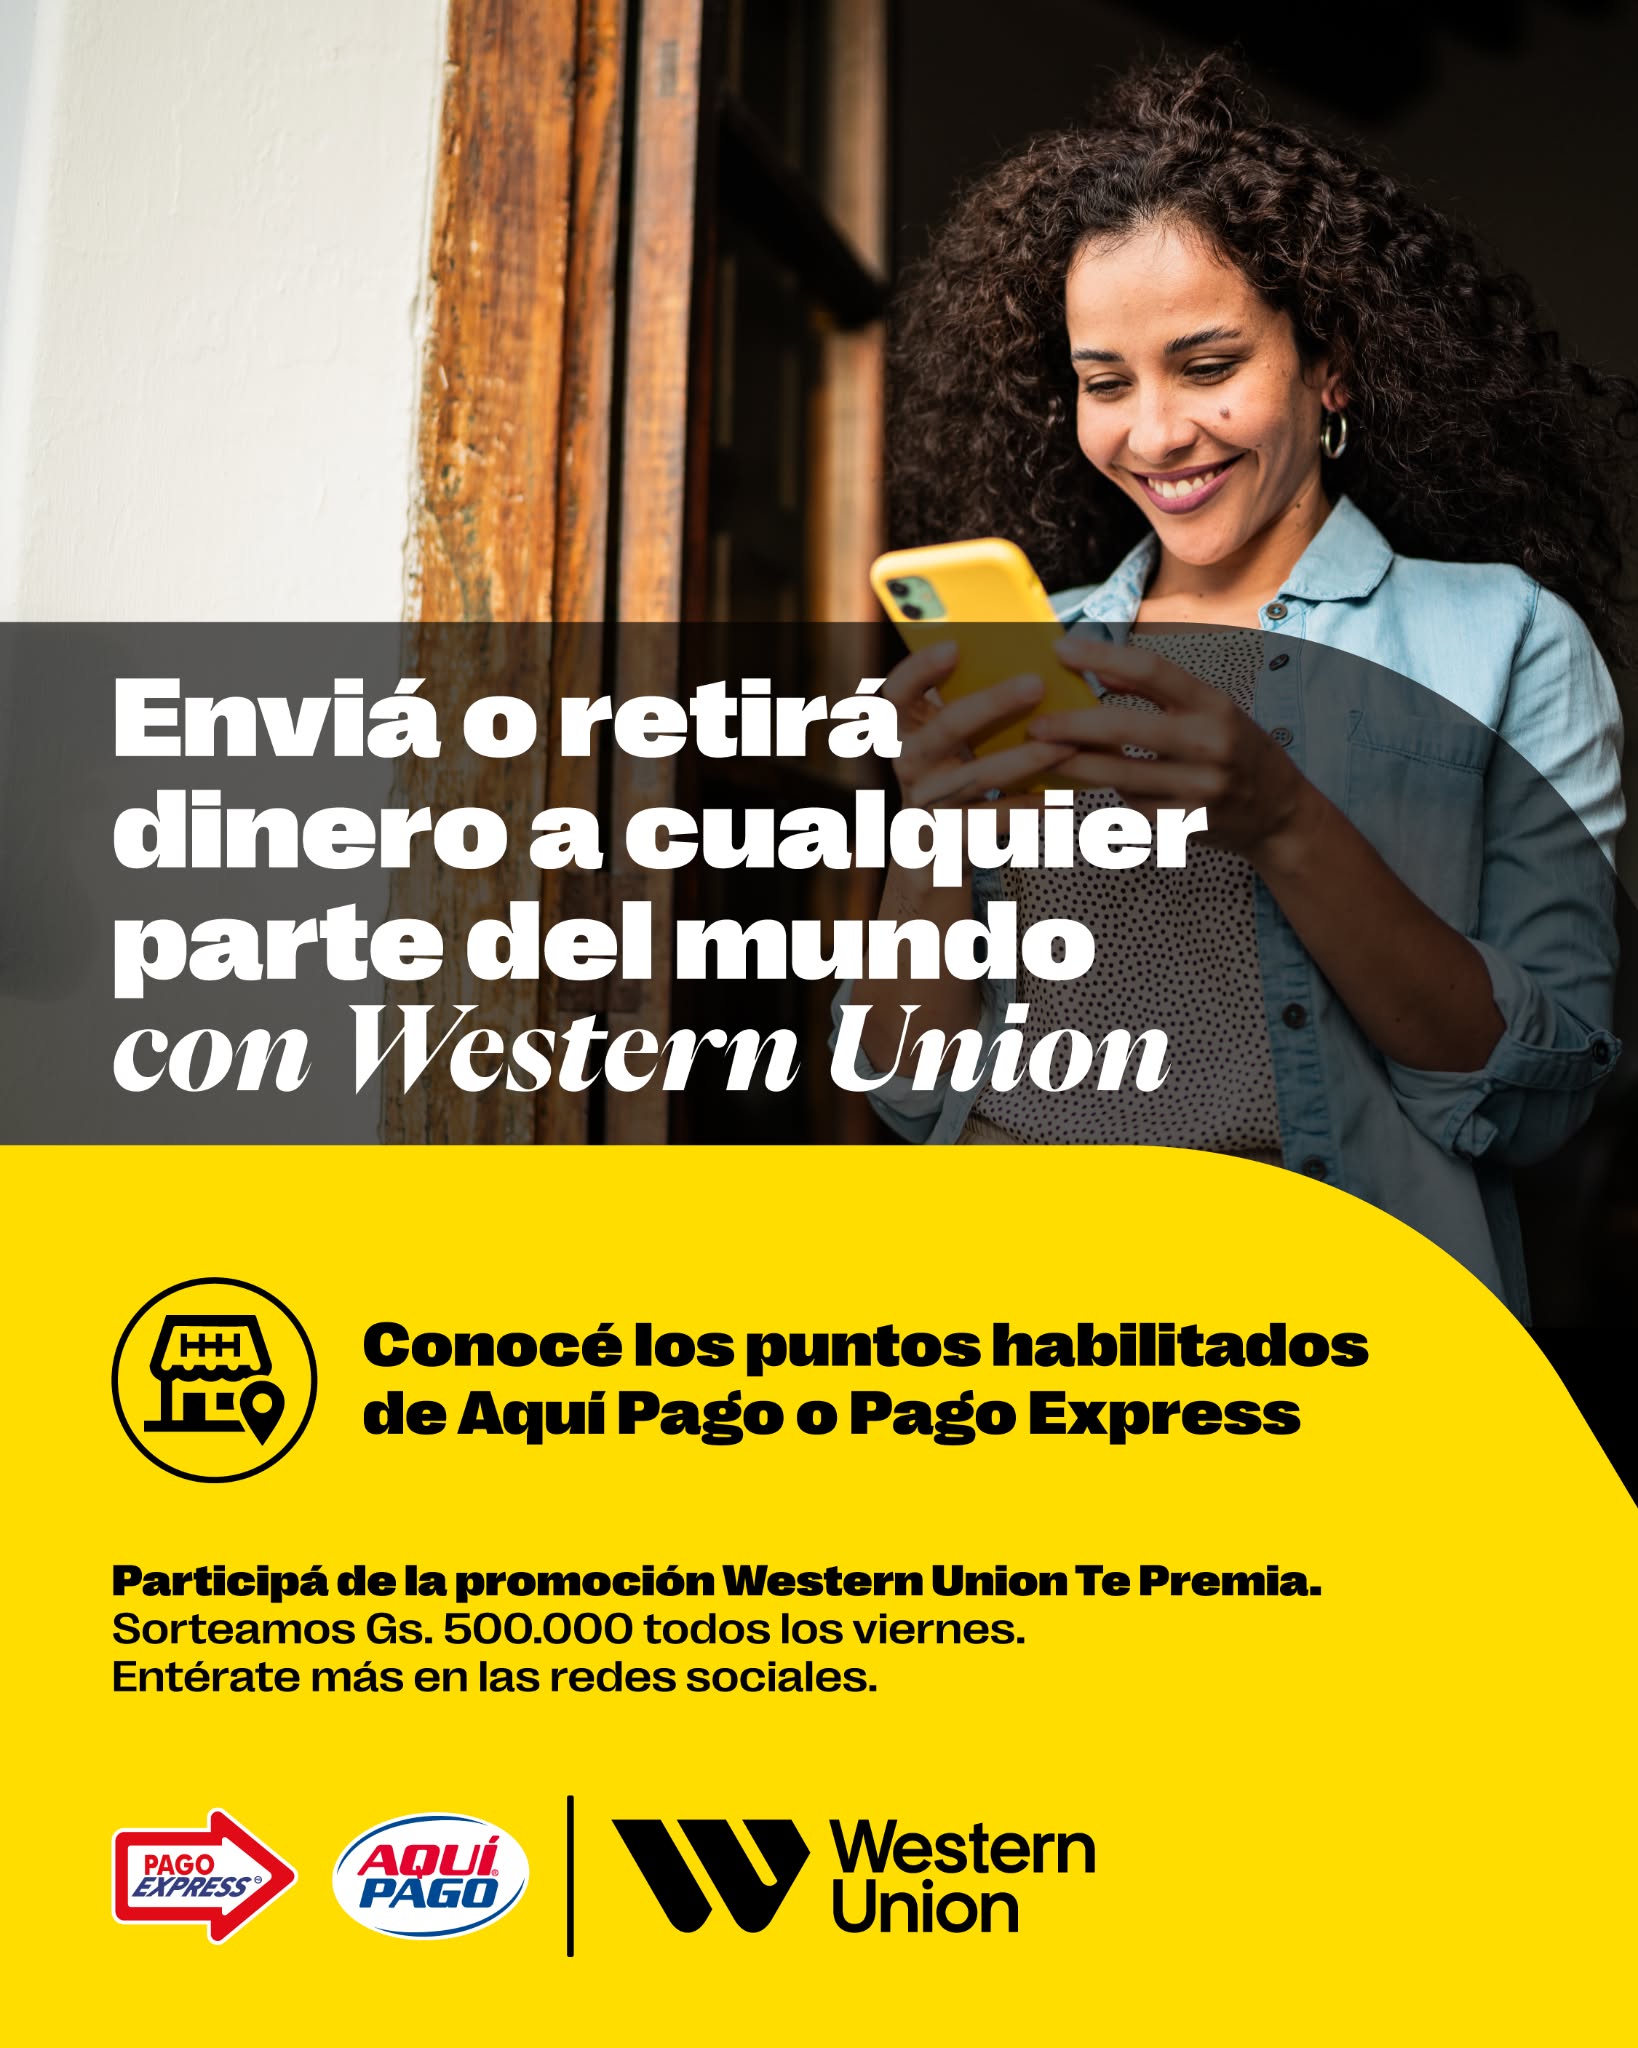 Enviá o retirá
dinero a cualquier
parte del mundo
con Western Union
Conocé los puntos habilitados
de Aquí Pago o Pago Express
Participá de la promoción Western Union Te Premia.
Sorteamos Gs. 500.000 todos los viernes.
Entérate más en las redes sociales.
PAGO
EXPRESS
AQUÍ
PAGO
Western
Union